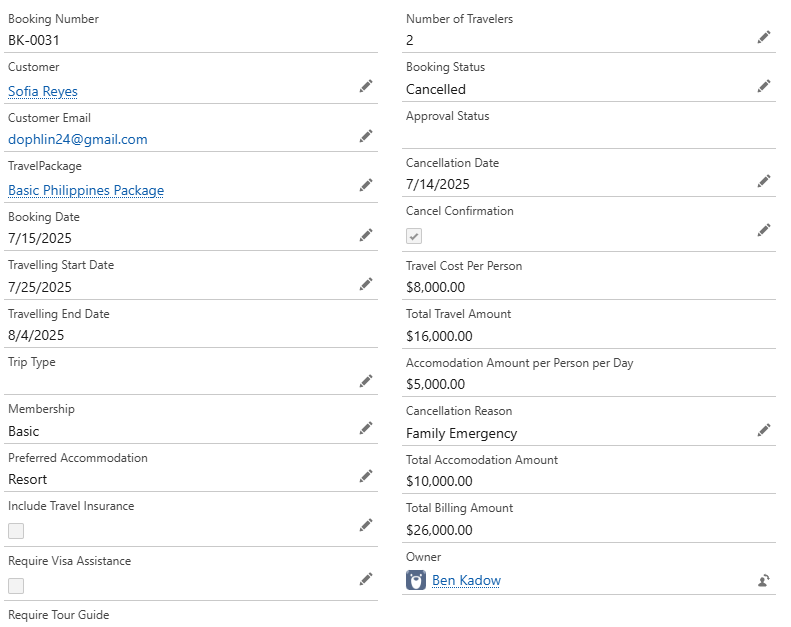 Booking Number
BK-0031
Customer
Sofia Reyes
Customer Email
dophlin24@gmail.com
TravelPackage
Basic Philippines Package
Booking Date
7/15/2025
Travelling Start Date
7/25/2025
Travelling End Date
8/4/2025
Trip Type
Membership
Basic
Preferred Accommodation
Resort
Include Travel Insurance
Require Visa Assistance
Require Tour Guide
Number of Travelers
2
Booking Status
Cancelled
Approval Status
Cancellation Date
7/14/2025
Cancel Confirmation
Travel Cost Per Person
$8,000.00
Total Travel Amount
$16,000.00
Accomodation Amount per Person per Day
$5,000.00
Cancellation Reason
Family Emergency
Total Accomodation Amount
$10,000.00
Total Billing Amount
$26,000.00
Owner
Ben Kadow